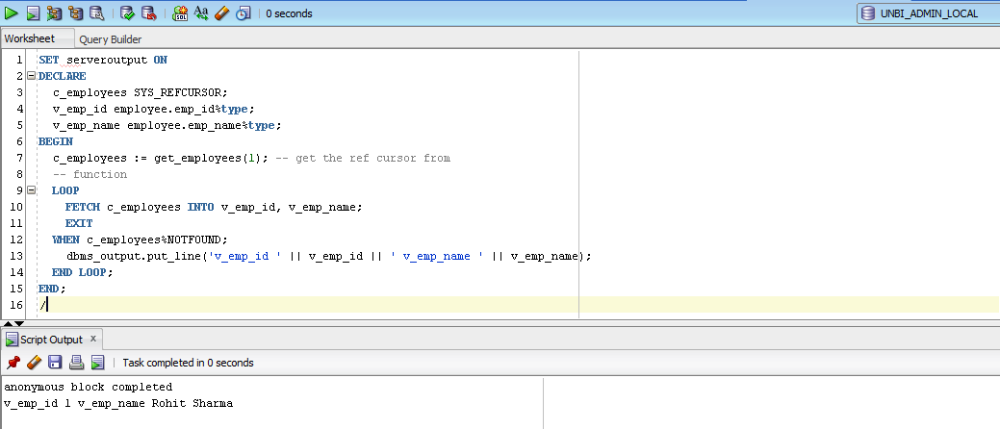 0 seconds
UNBI_ADMIN_LOCAL
Worksheet Query Builder
1 SET serveroutput ON
2 DECLARE
3 c_employees SYS_REFCURSOR;
4 v_emp_id employee.emp_id%type;
5 v_emp_name employee.emp_name%type;
6 BEGIN
7 c_employees := get_employees(1); -- get the ref cursor from
8 -- function
9 LOOP
10 FETCH c_employees INTO v_emp_id, v_emp_name;
11 EXIT
12 WHEN c_employees%NOTFOUND;
13 dbms_output.put_line('v_emp_id ' || v_emp_id || ' v_emp_name ' || v_emp_name);
14 END LOOP;
15 END;
16 /
Script Output x
Task completed in 0 seconds
anonymous block completed
v_emp_id 1 v_emp_name Rohit Sharma